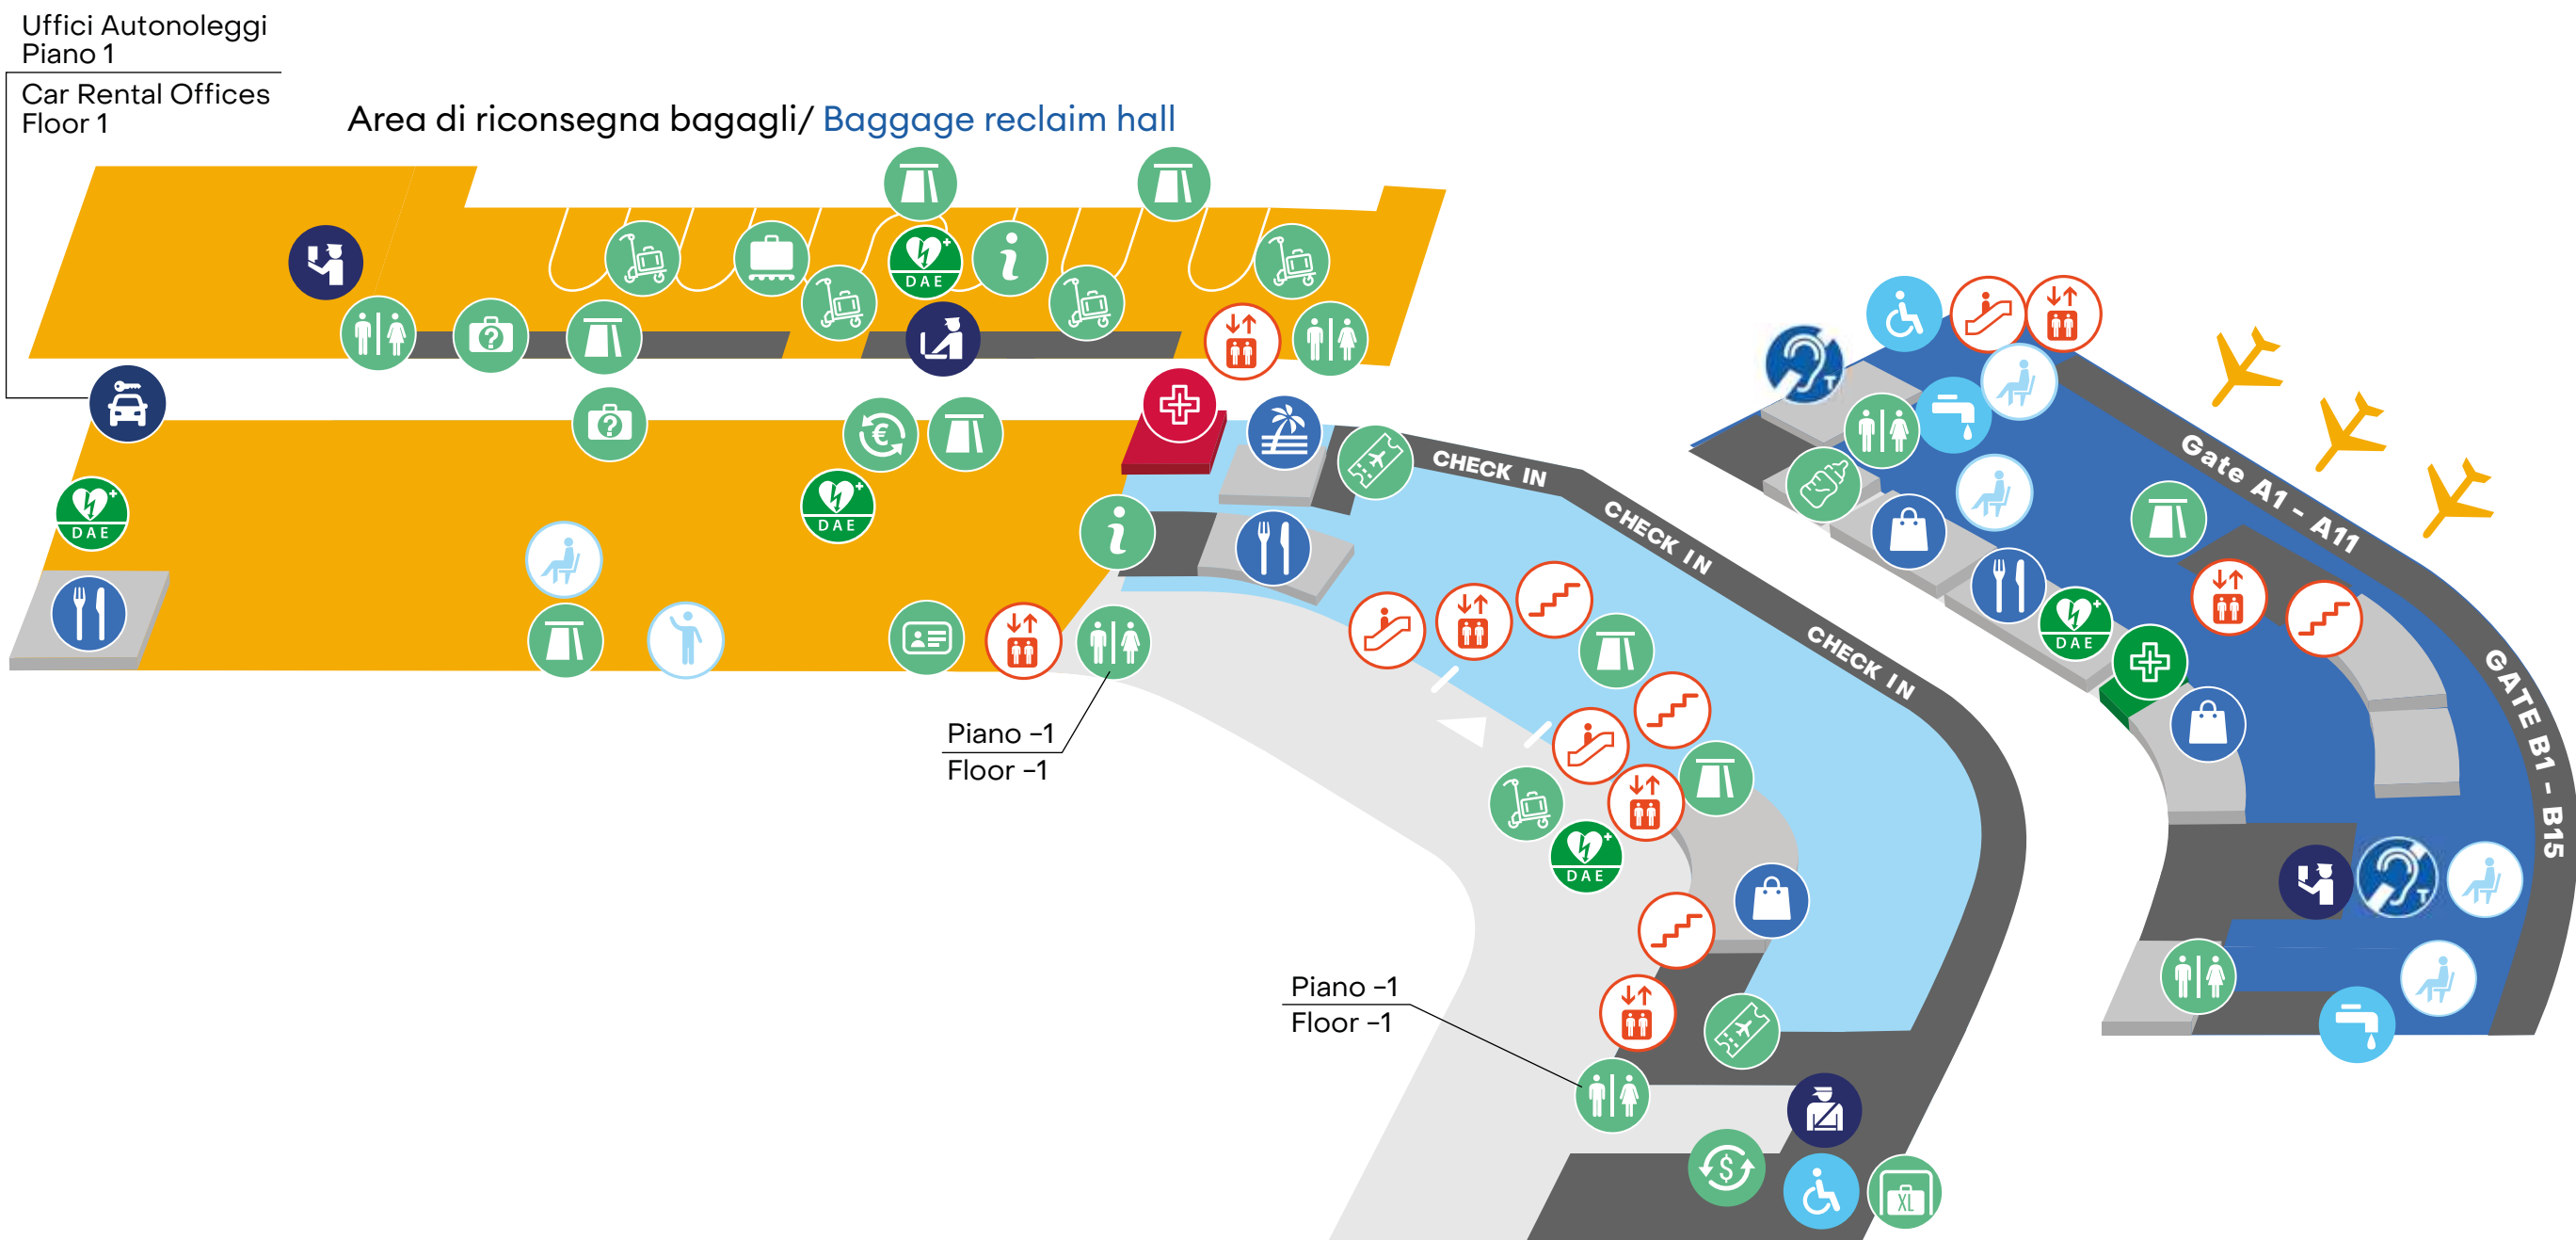 Uffici Autonoleggi
Piano 1
Car Rental Offices
Floor 1
Area di riconsegna bagagli/ Baggage reclaim hall
DAE
DAE
DAE
CHECK IN
CHECK IN
CHECK IN
Piano -1
Floor -1
DAE
Piano -1
Floor -1
XL
T
Gate A1 - A11
DAE
GATE B1 - B15
T